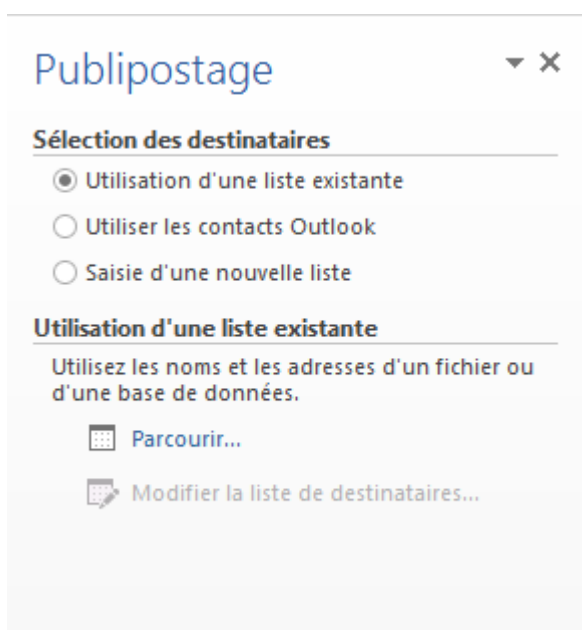 Publipostage
Sélection des destinataires
Utilisation d'une liste existante
Utiliser les contacts Outlook
Saisie d'une nouvelle liste
Utilisation d'une liste existante
Utilisez les noms et les adresses d'un fichier ou
d'une base de données.
Parcourir...
Modifier la liste de destinataires...